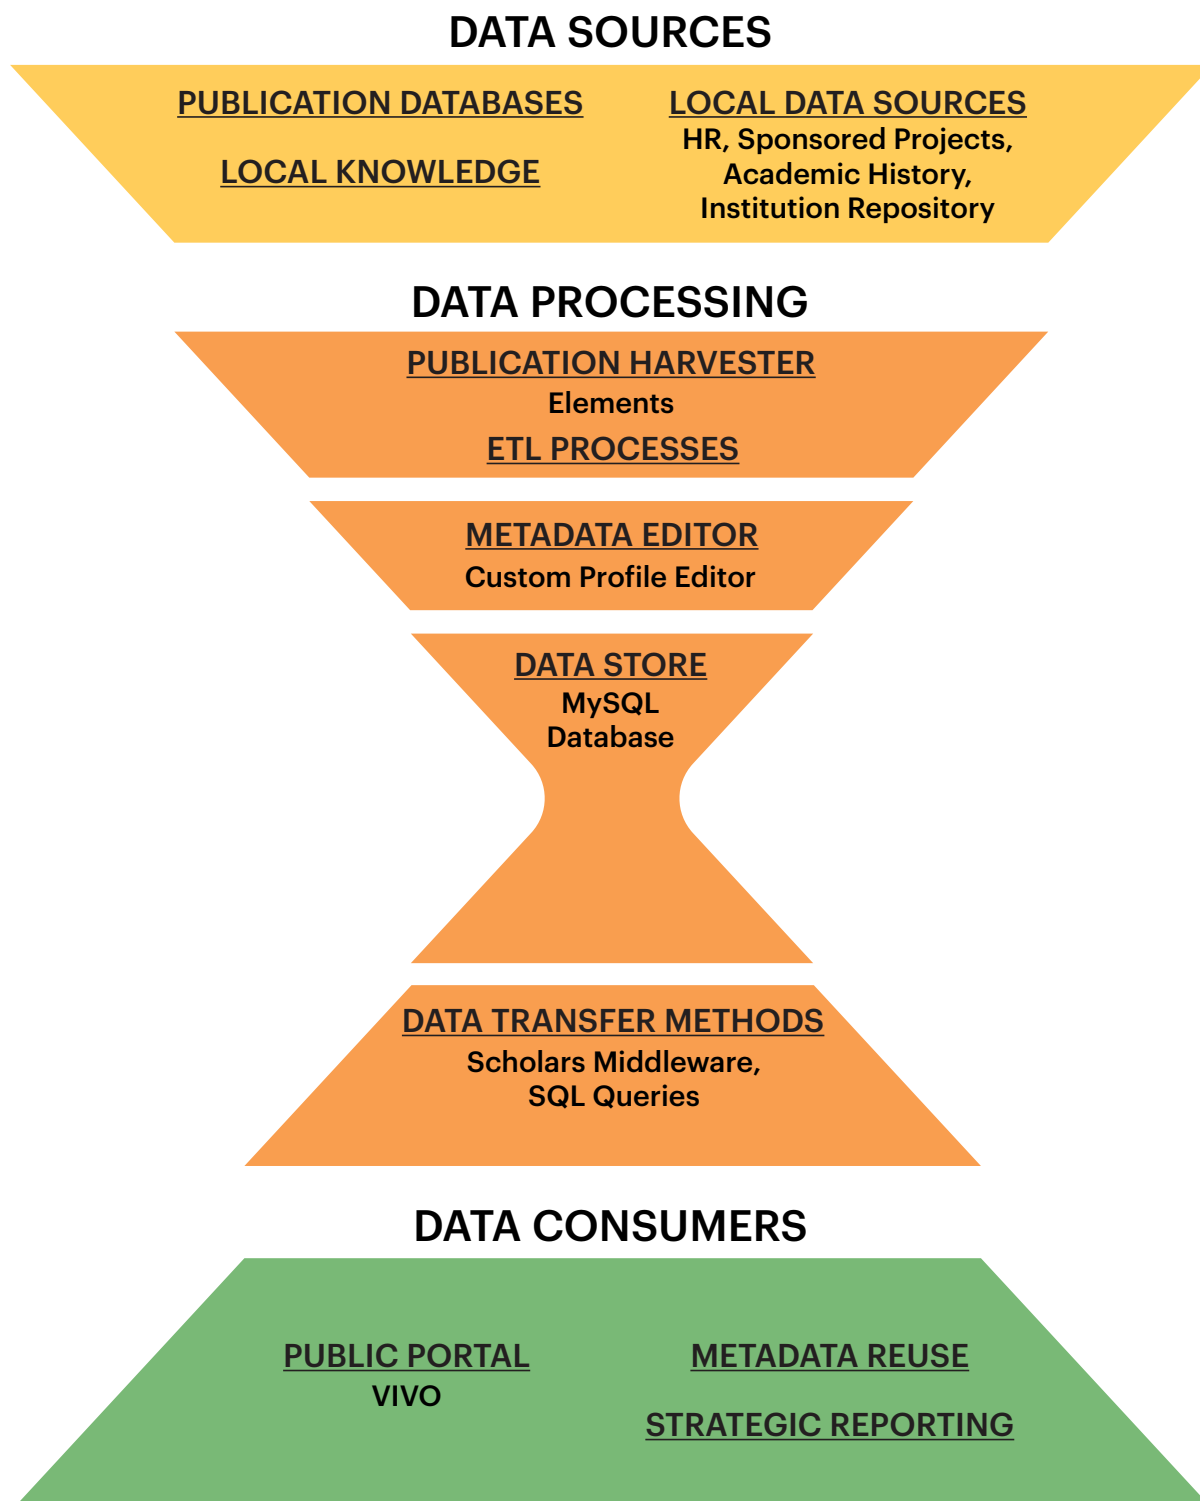 DATA SOURCES
PUBLICATION DATABASES
LOCAL KNOWLEDGE
LOCAL DATA SOURCES
HR, Sponsored Projects,
Academic History,
Institution Repository
DATA PROCESSING
PUBLICATION HARVESTER
Elements
ETL PROCESSES
METADATA EDITOR
Custom Profile Editor
DATA STORE
MySQL
Database
DATA TRANSFER METHODS
Scholars Middleware,
SQL Queries
DATA CONSUMERS
PUBLIC PORTAL
VIVO
METADATA REUSE
STRATEGIC REPORTING